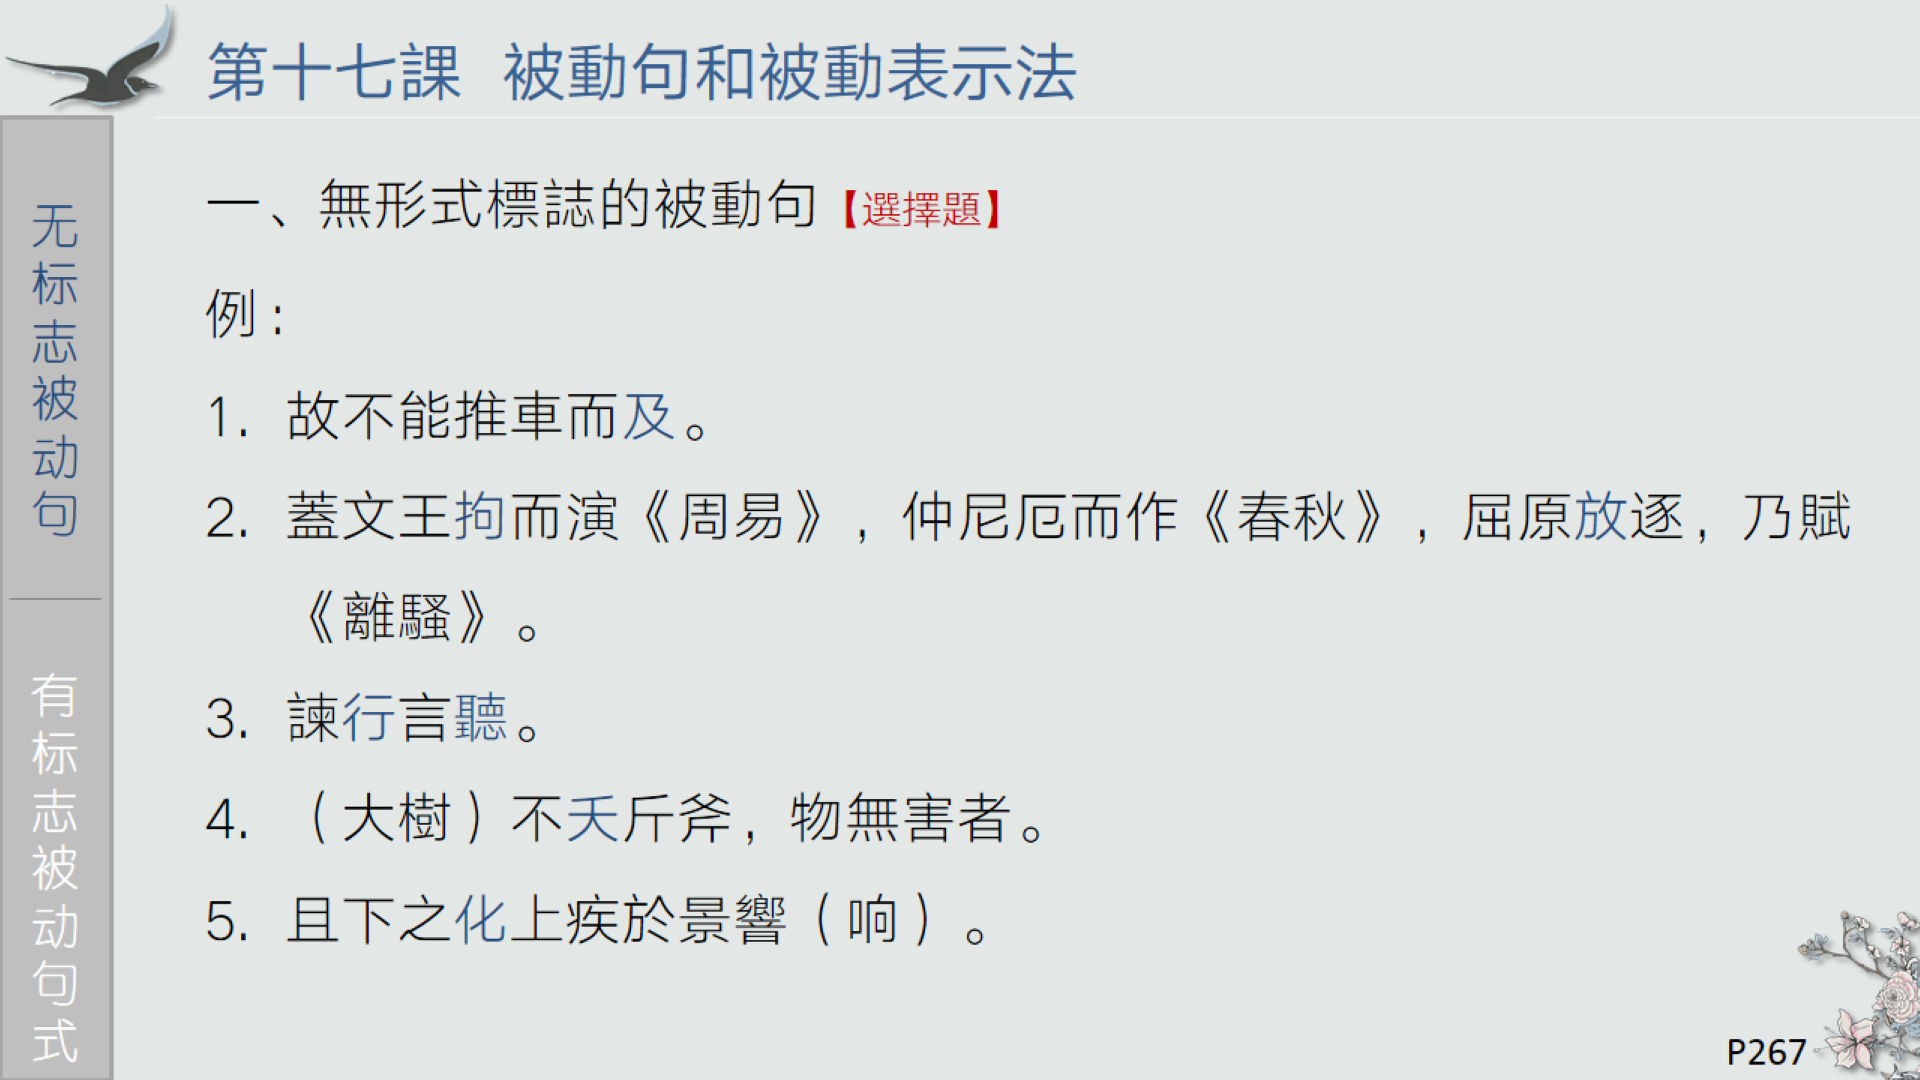 第十七課 被動句和被動表示法
无标志被动句
有标志被动句式
一、無形式標誌的被動句【選擇題】
例：
1. 故不能推車而及。
2. 蓋文王拘而演《周易》，仲尼厄而作《春秋》，屈原放逐，乃賦
《離騷》。
3. 諫行言聽。
4. （大樹）不夭斤斧，物無害者。
5. 且下之化上疾於景響（响）。
P267